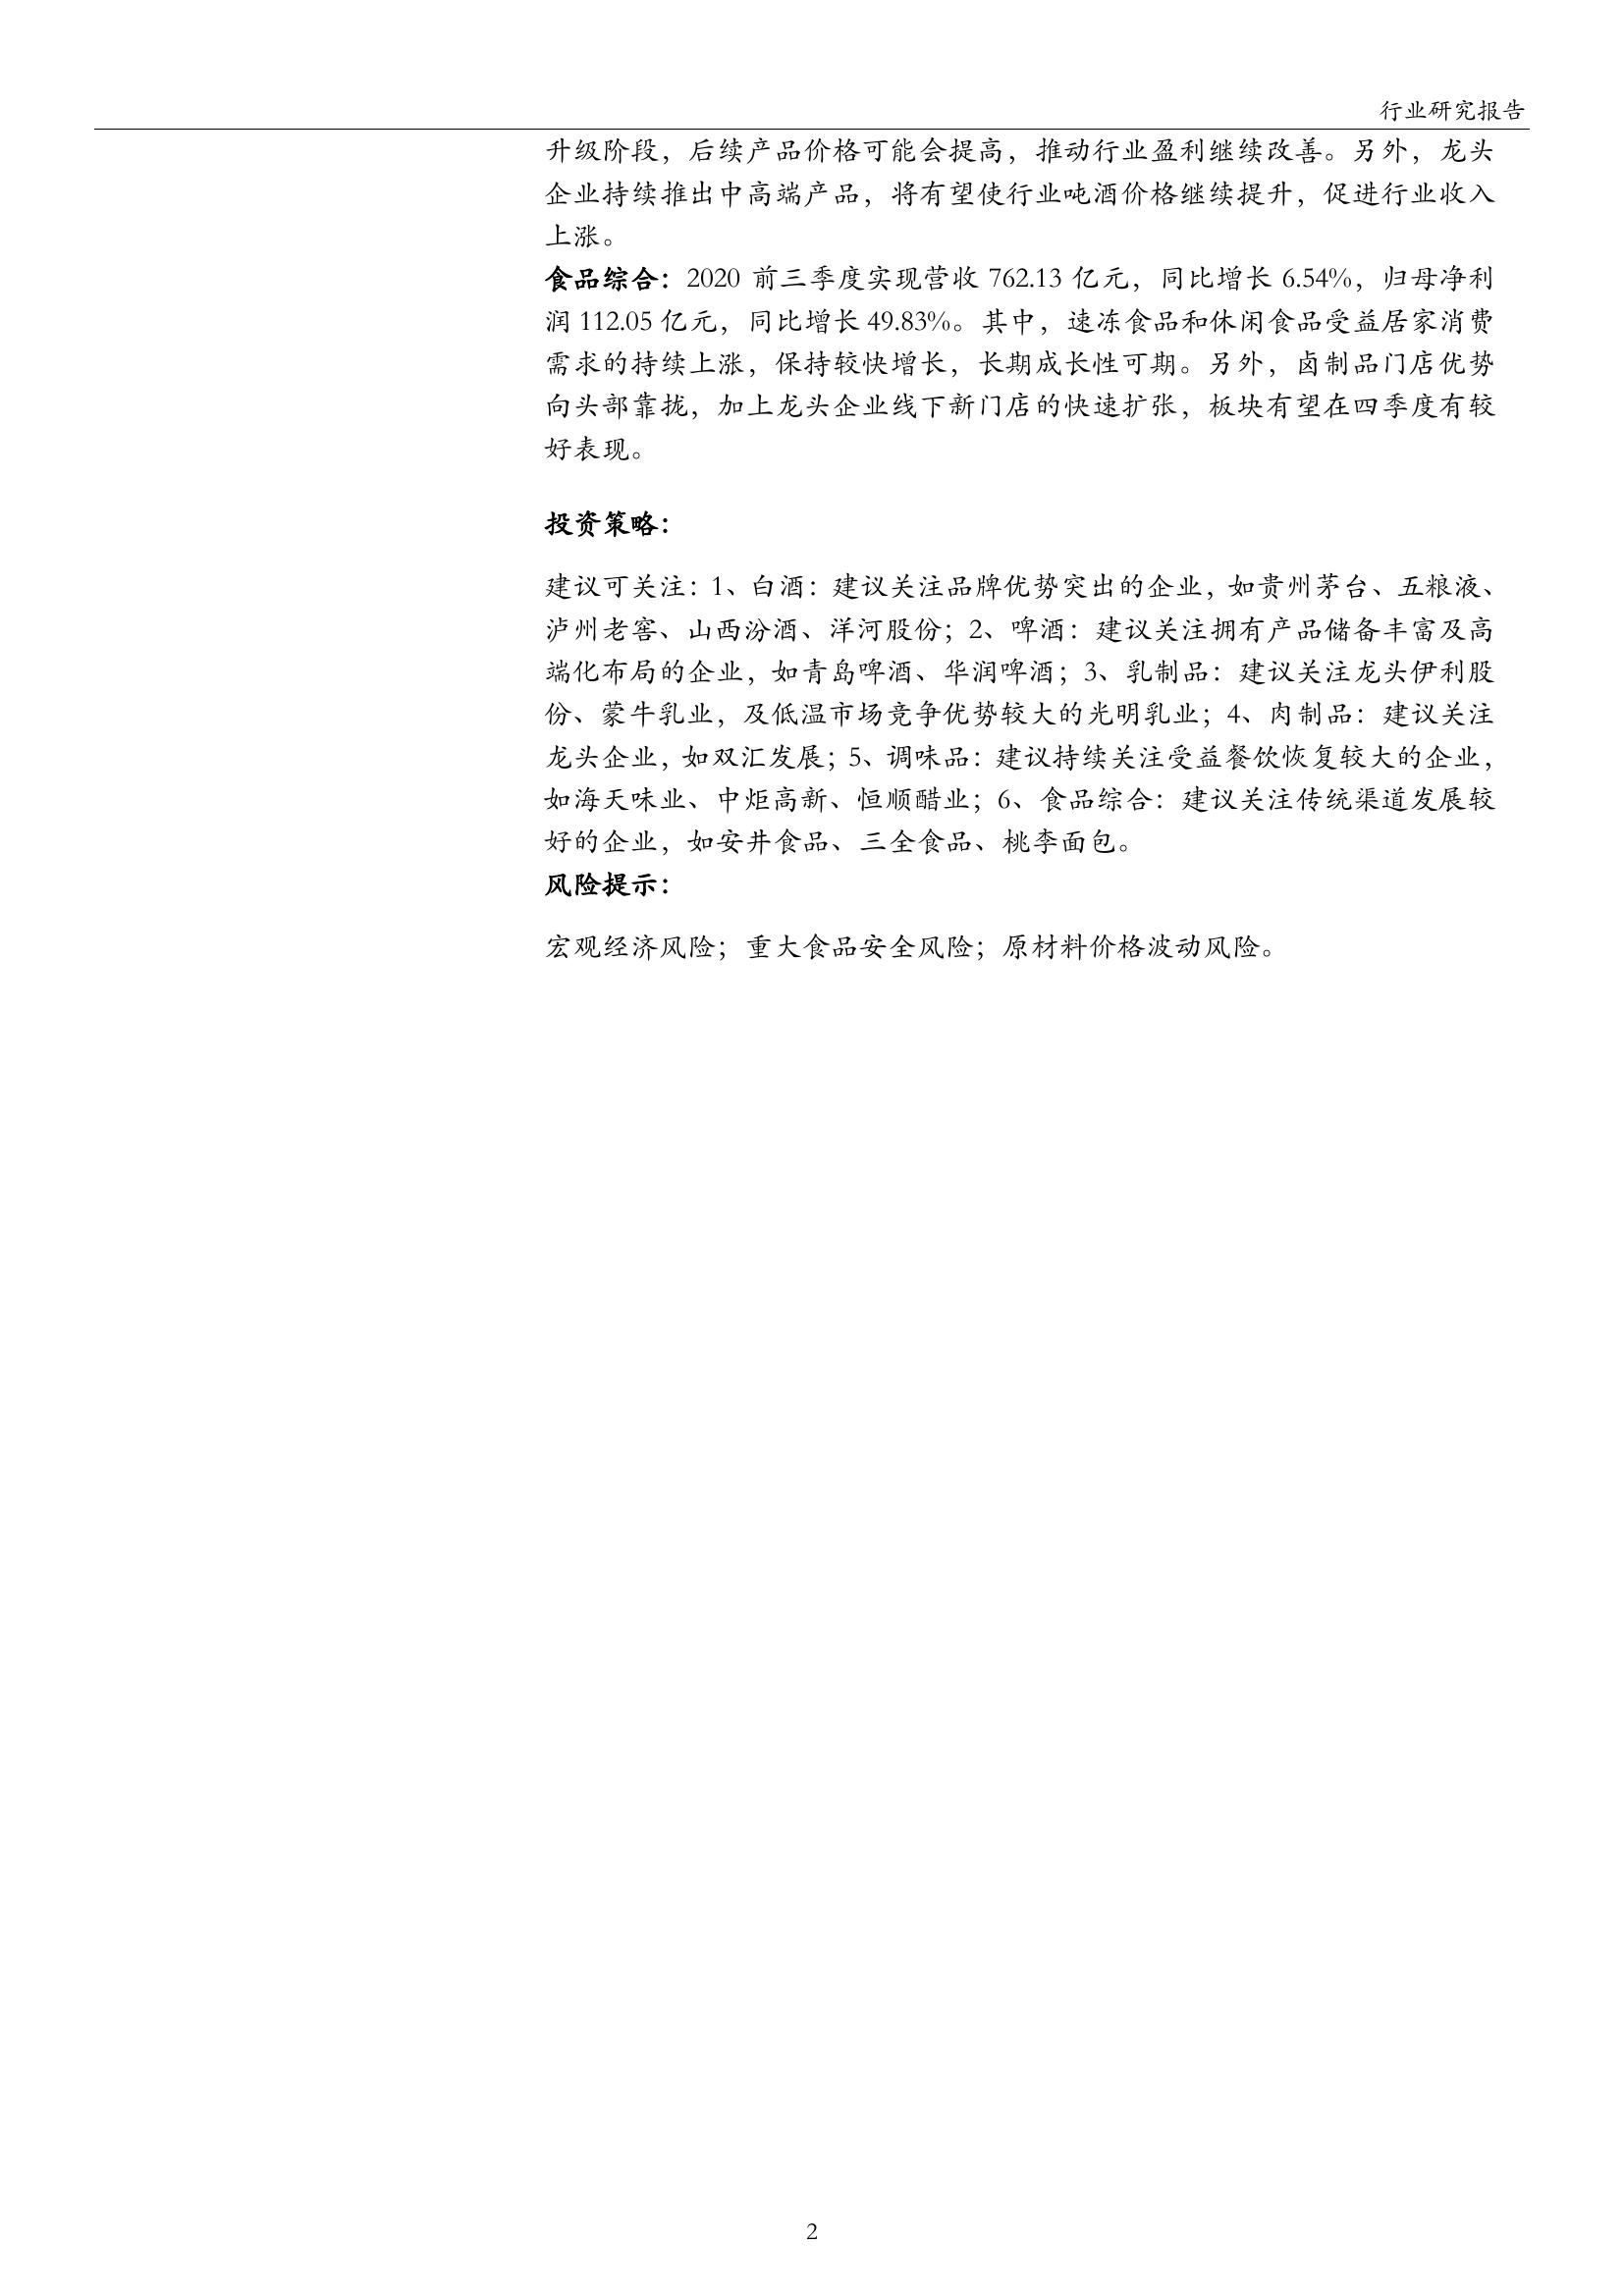 行业研究报告
升级阶段，后续产品价格可能会提高，推动行业盈利继续改善。另外，龙头
企业持续推出中高端产品，将有望使行业吨酒价格继续提升，促进行业收入
上涨。
食品综合：2020 前三季度实现营收 762.13 亿元，同比增长 6.54%，归母净利
润 112.05 亿元，同比增长 49.83%。其中，速冻食品和休闲食品受益居家消费
需求的持续上涨，保持较快增长，长期成长性可期。另外，卤制品门店优势
向头部靠拢，加上龙头企业线下新门店的快速扩张，板块有望在四季度有较
好表现。
投资策略：
建议可关注：1、白酒：建议关注品牌优势突出的企业，如贵州茅台、五粮液、
泸州老窖、山西汾酒、洋河股份；2、啤酒：建议关注拥有产品储备丰富及高
端化布局的企业，如青岛啤酒、华润啤酒；3、乳制品：建议关注龙头伊利股
份、蒙牛乳业，及低温市场竞争优势较大的光明乳业；4、肉制品：建议关注
龙头企业，如双汇发展；5、调味品：建议持续关注受益餐饮恢复较大的企业，
如海天味业、中炬高新、恒顺醋业；6、食品综合：建议关注传统渠道发展较
好的企业，如安井食品、三全食品、桃李面包。
风险提示：
宏观经济风险；重大食品安全风险；原材料价格波动风险。
2